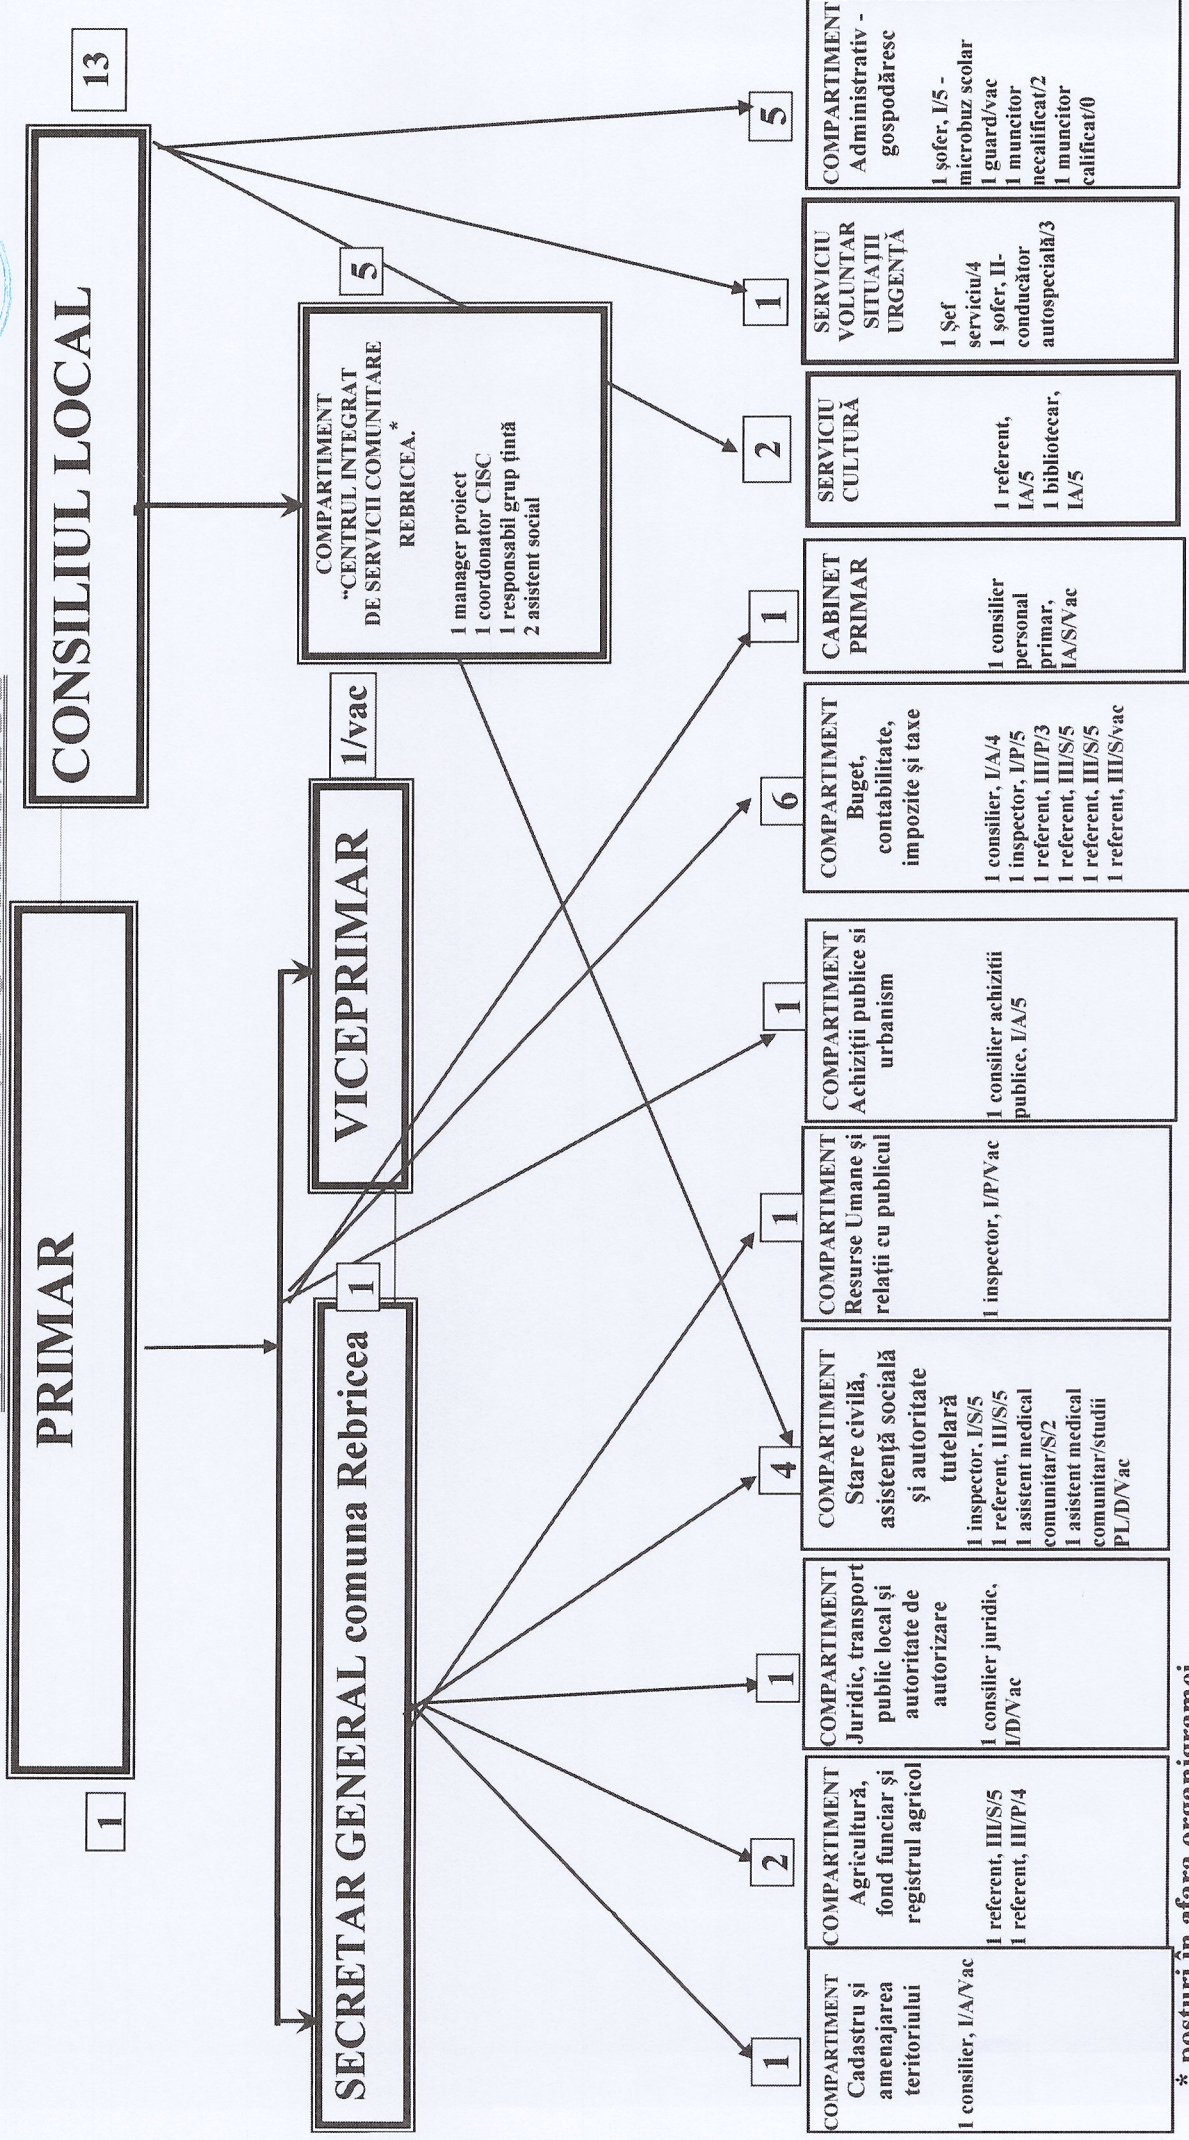 1
PRIMAR
CONSILIUL LOCAL
13
SECRETAR GENERAL comuna Rebricea
1
VICEPRIMAR
1/vac
COMPARTIMENT
“CENTRUL INTEGRAT
DE SERVICII COMUNITARE
REBRICEA.*
1 manager proiect
1 coordonator CISC
1 responsabil grup țintă
2 asistent social
5
1
COMPARTIMENT
Cadastru și
amenajarea
teritoriului
1 consilier, I/A/Vac
2
COMPARTIMENT
Agricultură,
fond funciar și
registrul agricol
1 referent, III/S/5
1 referent, III/P/4
1
COMPARTIMENT
Juridic, transport
public local și
autoritate de
autorizare
1 consilier juridic,
I/D/Vac
4
COMPARTIMENT
Stare civilă,
asistență socială
și autoritate
tutelară
1 inspector, I/S/5
1 referent, III/S/5
1 asistent medical
comunitar/S/2
1 asistent medical
comunitar/studii
PL/D/Vac
1
COMPARTIMENT
Resurse Umane și
relații cu publicul
1 inspector, I/P/Vac
1
COMPARTIMENT
Achiziții publice si
urbanism
1 consilier achizitii
publice, I/A/5
6
COMPARTIMENT
Buget,
contabilitate,
impozite și taxe
1 consilier, I/A/4
1 inspector, I/P/5
1 referent, III/P/3
1 referent, III/S/5
1 referent, III/S/5
1 referent, III/S/vac
1
CABINET
PRIMAR
1 consilier
personal
primar,
IA/S/Vac
2
SERVICIU
CULTURĂ
1 referent,
IA/5
1 bibliotecar,
IA/5
1
SERVICIU
VOLUNTAR
SITUAȚII
URGENȚĂ
1 Șef
serviciu/4
1 șofer, II-
conducător
autospecială/3
5
COMPARTIMENT
Administrativ -
gospodăresc
1 șofer, I/5 -
microbuz scolar
1 guard/vac
1 muncitor
necalificat/2
1 muncitor
calificat/0
* posturi în afara organigramei